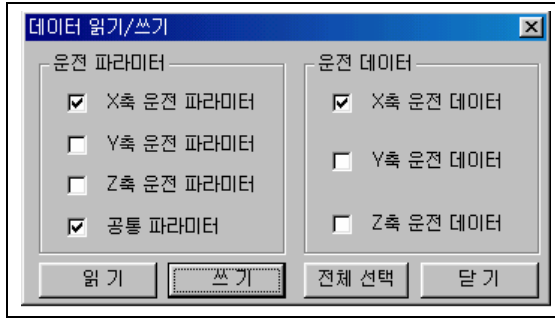 데이터 읽기/쓰기
운전 파라미터
X축 운전 파라미터
Y축 운전 파라미터
Z축 운전 파라미터
공통 파라미터
운전 데이터
X축 운전 데이터
Y축 운전 데이터
Z축 운전 데이터
읽 기
쓰 기
전체 선택
닫 기